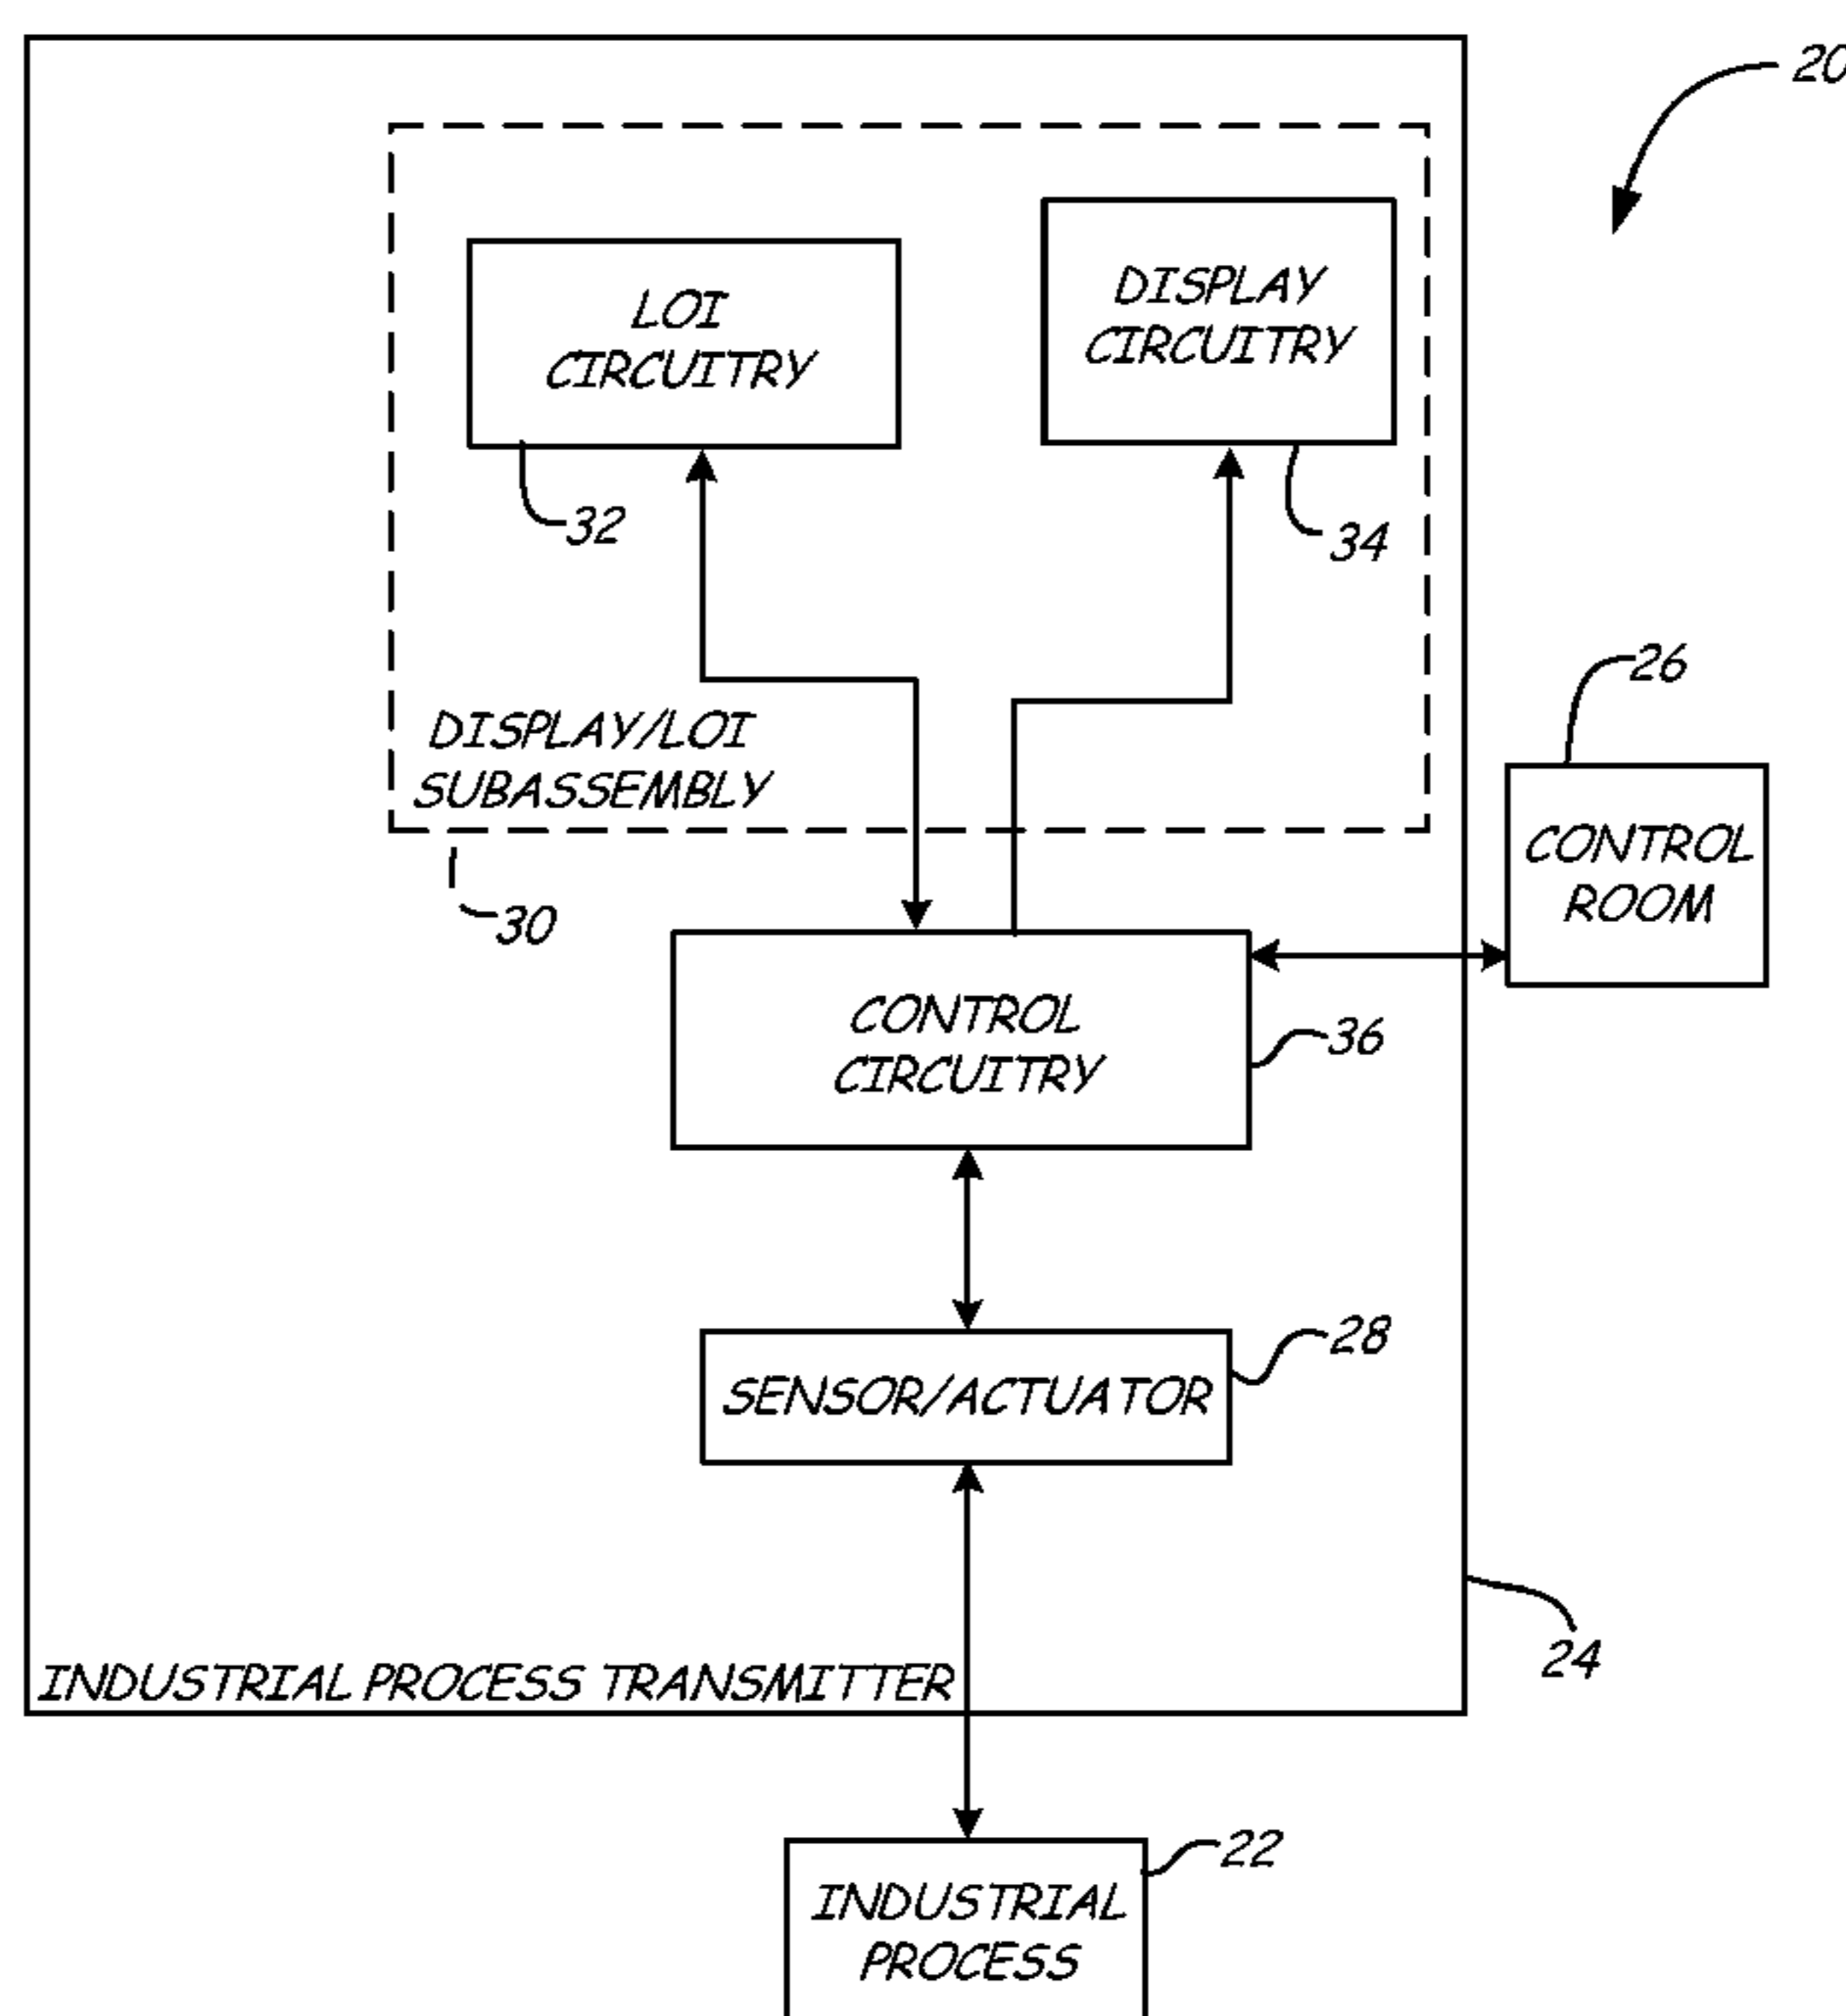 20
LOI
CIRCUITRY
DISPLAY
CIRCUITRY
32
34
DISPLAY/LOI
SUBASSEMBLY
30
26
CONTROL
ROOM
CONTROL
CIRCUITRY
36
SENSOR/ACTUATOR
28
24
INDUSTRIAL PROCESS TRANSMITTER
22
INDUSTRIAL
PROCESS